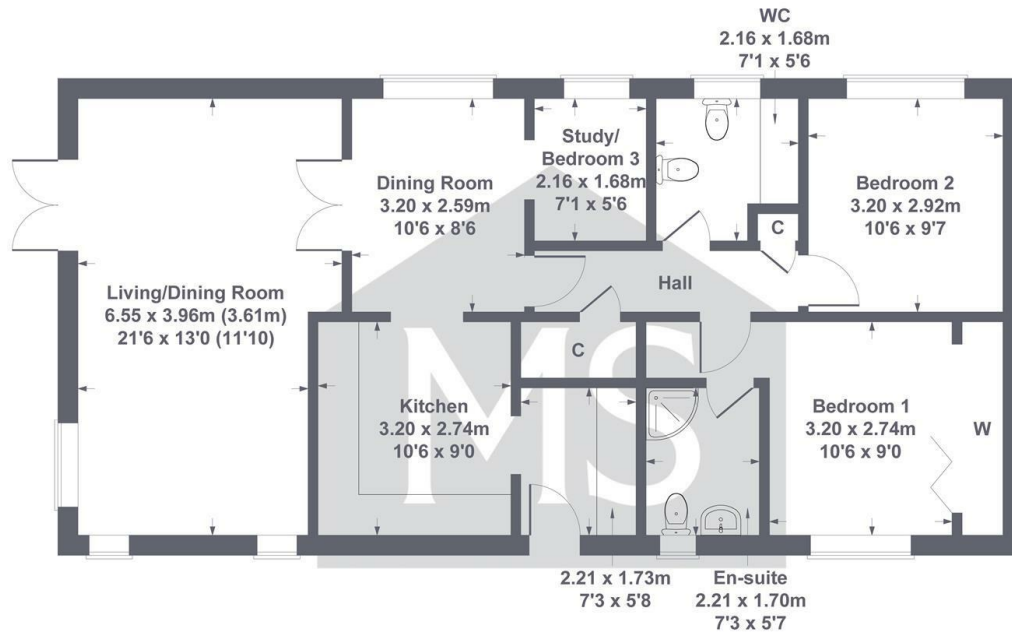 WC
2.16 x 1.68m
7'1 x 5'6
Study/
Bedroom 3
2.16 x 1.68m
7'1 x 5'6
Dining Room
3.20 x 2.59m
10'6 x 8'6
Bedroom 2
3.20 x 2.92m
10'6 x 9'7
C
Hall
Living/Dining Room
6.55 x 3.96m (3.61m)
21'6 x 13'0 (11'10)
C
Kitchen
3.20 x 2.74m
10'6 x 9'0
Bedroom 1
3.20 x 2.74m
10'6 x 9'0
W
MS
2.21 x 1.73m
7'3 x 5'8
En-suite
2.21 x 1.70m
7'3 x 5'7